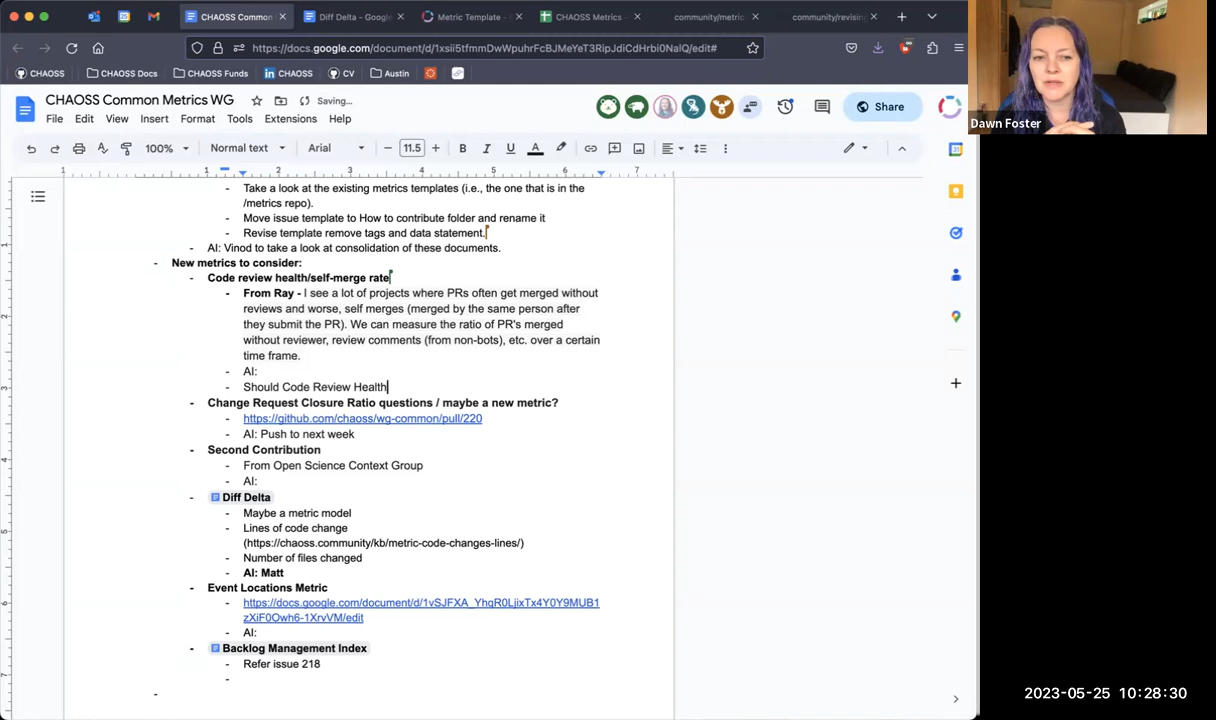 CHAOSS Common
Diff Delta - Google
Metric Template - G
CHAOSS Metrics -
community/metric
community/revising
https://docs.google.com/document/d/1xsii5tfmmDwWpuhrFcBJMeYeT3RipJdiCdHrbi0NalQ/edit#
CHAOSS
CHAOSS Docs
CHAOSS Funds
CHAOSS
CV
Austin
CHAOSS Common Metrics WG
Saving...
File Edit View Insert Format Tools Extensions Help
Share
Dawn Foster
100%
Normal text
Arial
11.5
1 1 2 3 4 5 6 7
- Take a look at the existing metrics templates (i.e., the one that is in the
/metrics repo).
- Move issue template to How to contribute folder and rename it
- Revise template remove tags and data statement.
- AI: Vinod to take a look at consolidation of these documents.
- New metrics to consider:
- Code review health/self-merge rate
- From Ray - I see a lot of projects where PRs often get merged without
reviews and worse, self merges (merged by the same person after
they submit the PR). We can measure the ratio of PR's merged
without reviewer, review comments (from non-bots), etc. over a certain
time frame.
- AI:
- Should Code Review Health
- Change Request Closure Ratio questions / maybe a new metric?
- https://github.com/chaoss/wg-common/pull/220
- AI: Push to next week
- Second Contribution
- From Open Science Context Group
- AI:
- Diff Delta
- Maybe a metric model
- Lines of code change
(https://chaoss.community/kb/metric-code-changes-lines/)
- Number of files changed
- AI: Matt
- Event Locations Metric
- https://docs.google.com/document/d/1vSJFXA_YhqR0LjixTx4Y0Y9MUB1
zXiF0Owh6-1XrvVM/edit
- AI:
- Backlog Management Index
- Refer issue 218
-
-
2023-05-25 10:28:30